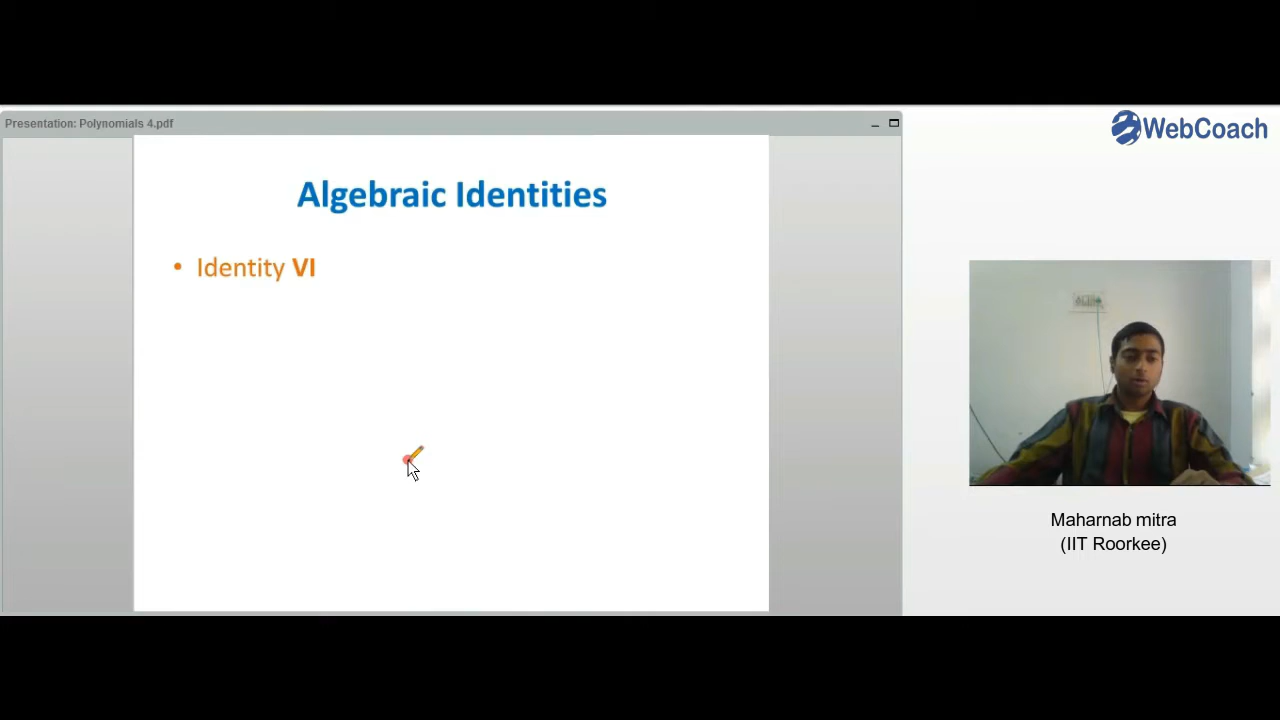 Presentation: Polynomials 4.pdf
WebCoach
Algebraic Identities
• Identity VI
Maharnab mitra
(IIT Roorkee)